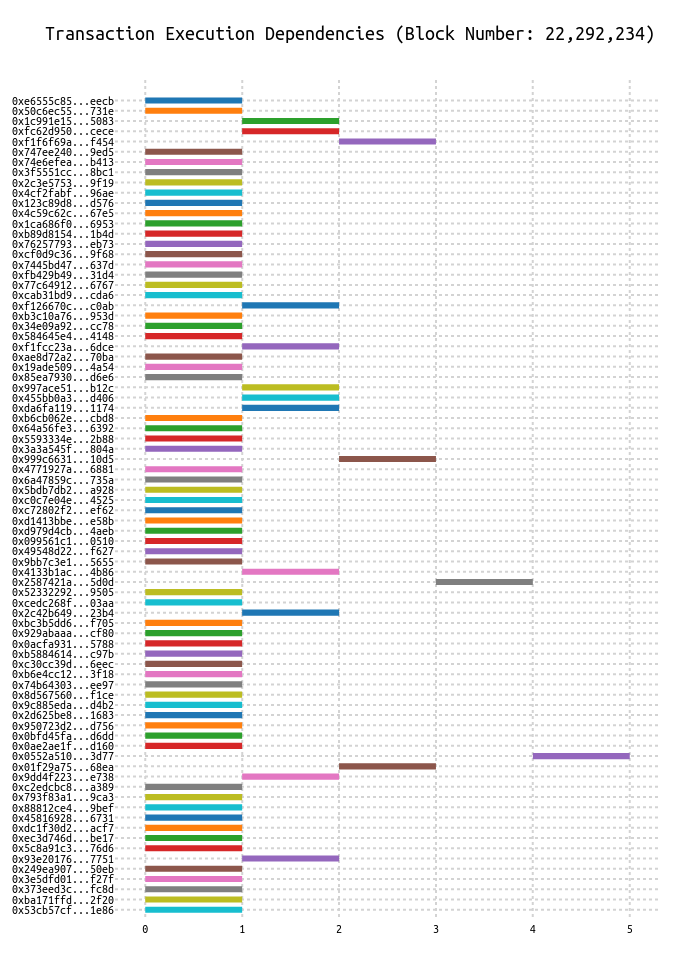 Transaction Execution Dependencies (Block Number: 22,292,234)
0xe6555c85...eecb
0x50c6ec55...731e
0x1c991e15...5083
0xfc62d950...cece
0xf1f6f69a...f454
0x747ee240...9ed5
0x74e6efea...b413
0x3f5551cc...8bc1
0x2c3e5753...9f19
0x4cf2fabf...96ae
0x123c89d8...d576
0x4c59c62c...67e5
0x1ca686f0...6953
0xb89d8154...1b4d
0x76257793...eb73
0xcf0d9c36...9f68
0x7445bd47...637d
0xfb429b49...31d4
0x77c64912...6767
0xcab31bd9...cda6
0xf126670c...c0ab
0xb3c10a76...953d
0x34e09a92...cc78
0x584645e4...4148
0xf1fcc23a...6dce
0xae8d72a2...70ba
0x19ade509...4a54
0x85ea7930...d6e6
0x997ace51...b12c
0x455bb0a3...d406
0xda6fa119...1174
0xb6cb062e...cbd8
0x64a56fe3...6392
0x5593334e...2b88
0x3a3a545f...804a
0x999c6631...10d5
0x4771927a...6881
0x6a47859c...735a
0x5bdb7db2...a928
0xc0c7e04e...4525
0xc72802f2...ef62
0xd1413bbe...e58b
0xd979d4cb...4aeb
0x099561c1...0510
0x49548d22...f627
0x9bb7c3e1...5655
0x4133b1ac...4b86
0x2587421a...5d0d
0x52332292...9505
0xcedc268f...03aa
0x2c42b649...23b4
0xbc3b5dd6...f705
0x929abaaa...cf80
0x0acfa931...5788
0xb5884614...c97b
0xc30cc39d...6eec
0xb6e4cc12...3f18
0x74b64303...ee97
0x8d567560...f1ce
0x9c885eda...d4b2
0x2d625be8...1683
0x950723d2...d756
0x0bfd45fa...d6dd
0x0ae2ae1f...d160
0x0552a510...3d77
0x01f29a75...68ea
0x9dd4f223...e738
0xc2edcbc8...a389
0x793f83a1...9ca3
0x88812ce4...9bef
0x45816928...6731
0xdc1f30d2...acf7
0xec3d746d...be17
0x5c8a91c3...76d6
0x93e20176...7751
0x249ea907...50eb
0x3e5dfd01...f27f
0x373eed3c...fc8d
0xba171ffd...2f20
0x53cb57cf...1e86
0 1 2 3 4 5